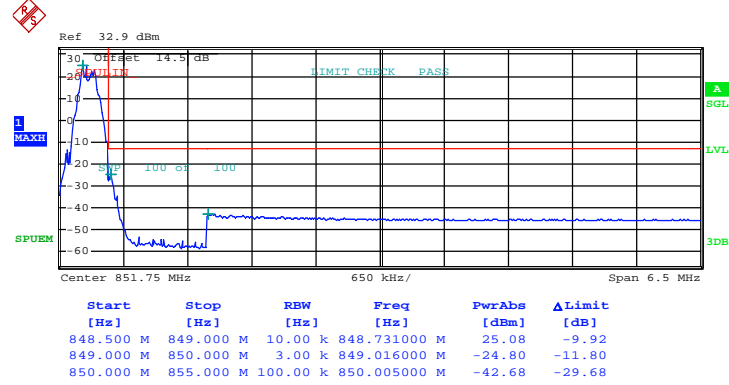 R S
Ref 32.9 dBm
30 Offset 14.5 dB
20
LIMIT CHECK PASS
10
0
-10
-20
SWP 100 of 100
-30
-40
-50
-60
1
MAXH
SPUEM
A
SGL
LVL
3DB
Center 851.75 MHz 650 kHz/ Span 6.5 MHz
Start Stop RBW Freq PwrAbs ΔLimit
[Hz] [Hz] [Hz] [Hz] [dBm] [dB]
848.500 M 849.000 M 10.00 k 848.731000 M 25.08 -9.92
849.000 M 850.000 M 3.00 k 849.016000 M -24.80 -11.80
850.000 M 855.000 M 100.00 k 850.005000 M -42.68 -29.68